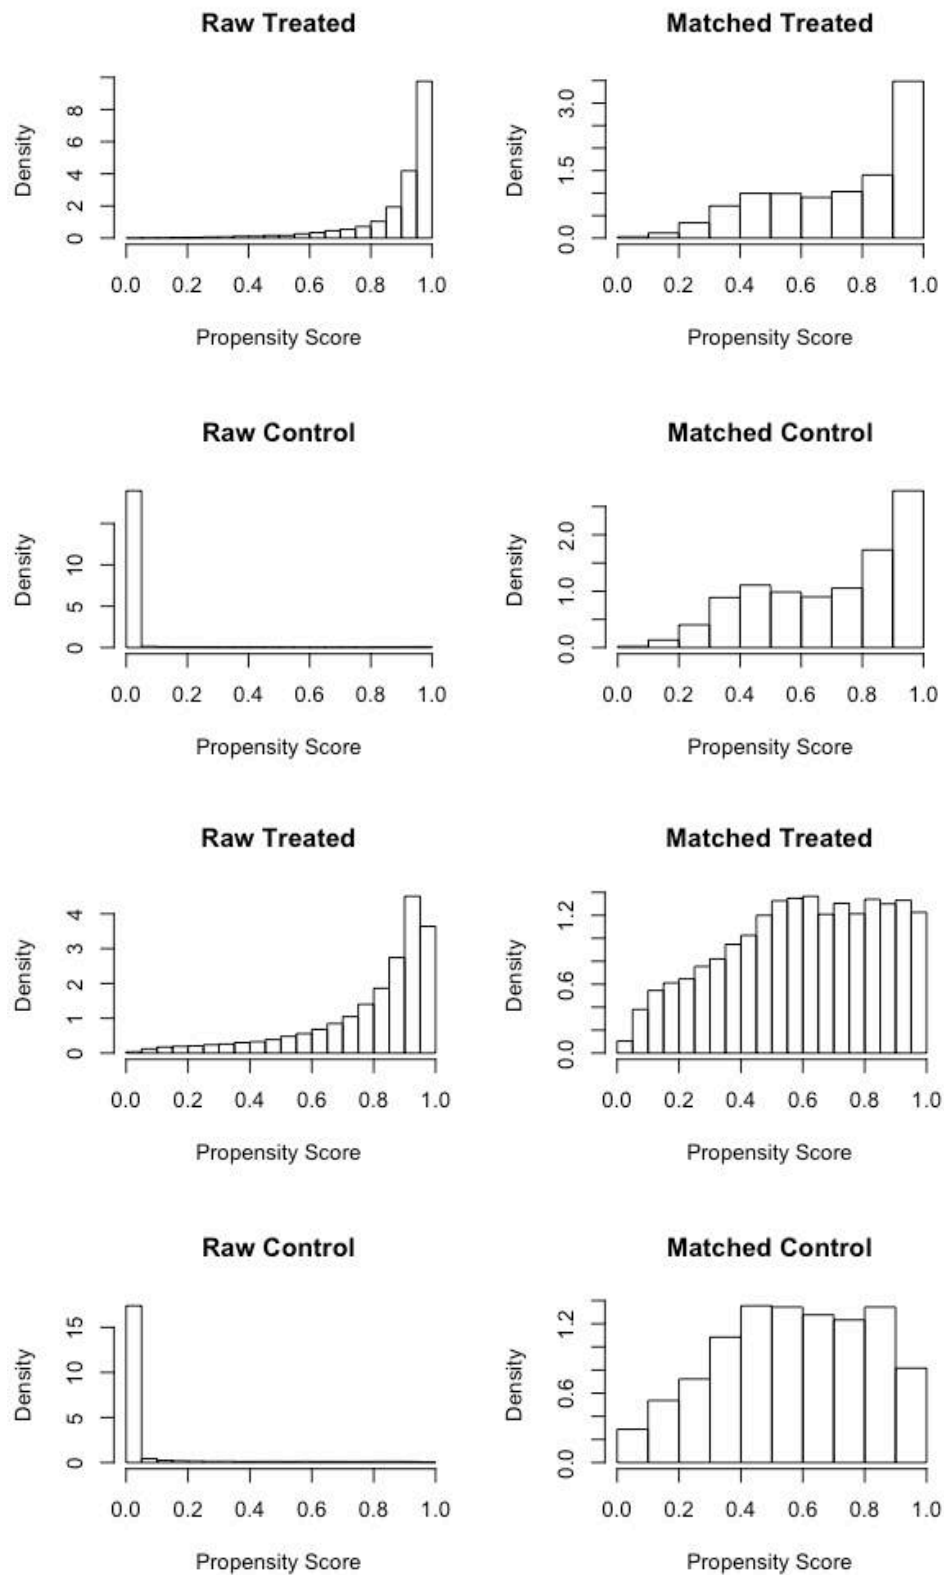 Raw Treated
Density
0 2 4 6 8
0.0 0.2 0.4 0.6 0.8 1.0
Propensity Score
Matched Treated
Density
0.0 1.5 3.0
0.0 0.2 0.4 0.6 0.8 1.0
Propensity Score
Raw Control
Density
0 5 10
0.0 0.2 0.4 0.6 0.8 1.0
Propensity Score
Matched Control
Density
0.0 1.0 2.0
0.0 0.2 0.4 0.6 0.8 1.0
Propensity Score
Raw Treated
Density
0 1 2 3 4
0.0 0.2 0.4 0.6 0.8 1.0
Propensity Score
Matched Treated
Density
0.0 0.6 1.2
0.0 0.2 0.4 0.6 0.8 1.0
Propensity Score
Raw Control
Density
0 5 10 15
0.0 0.2 0.4 0.6 0.8 1.0
Propensity Score
Matched Control
Density
0.0 0.6 1.2
0.0 0.2 0.4 0.6 0.8 1.0
Propensity Score